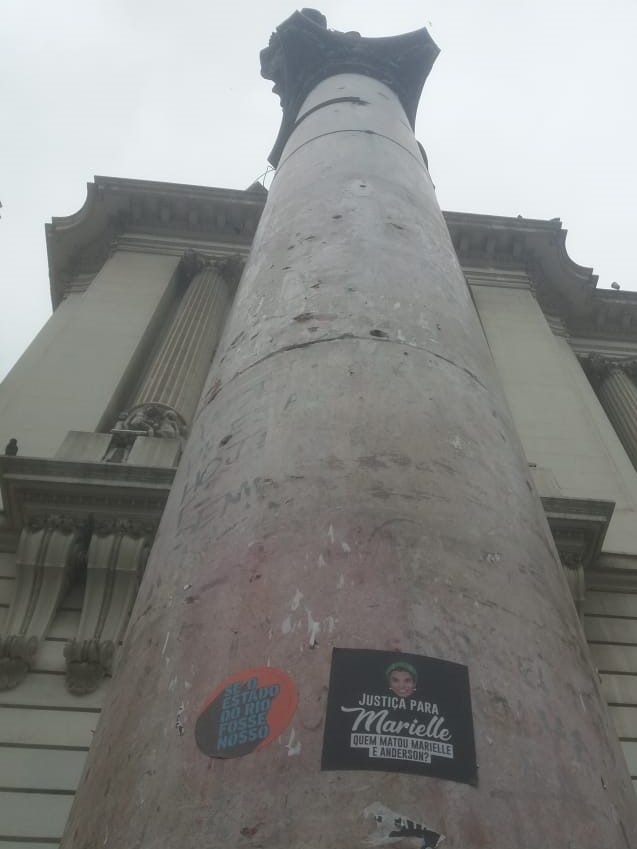 SE O
ESTADO
DO RIO
FOSSE
NOSSO
JUSTIÇA PARA
Marielle
QUEM MATOU MARIELLE
E ANDERSON?